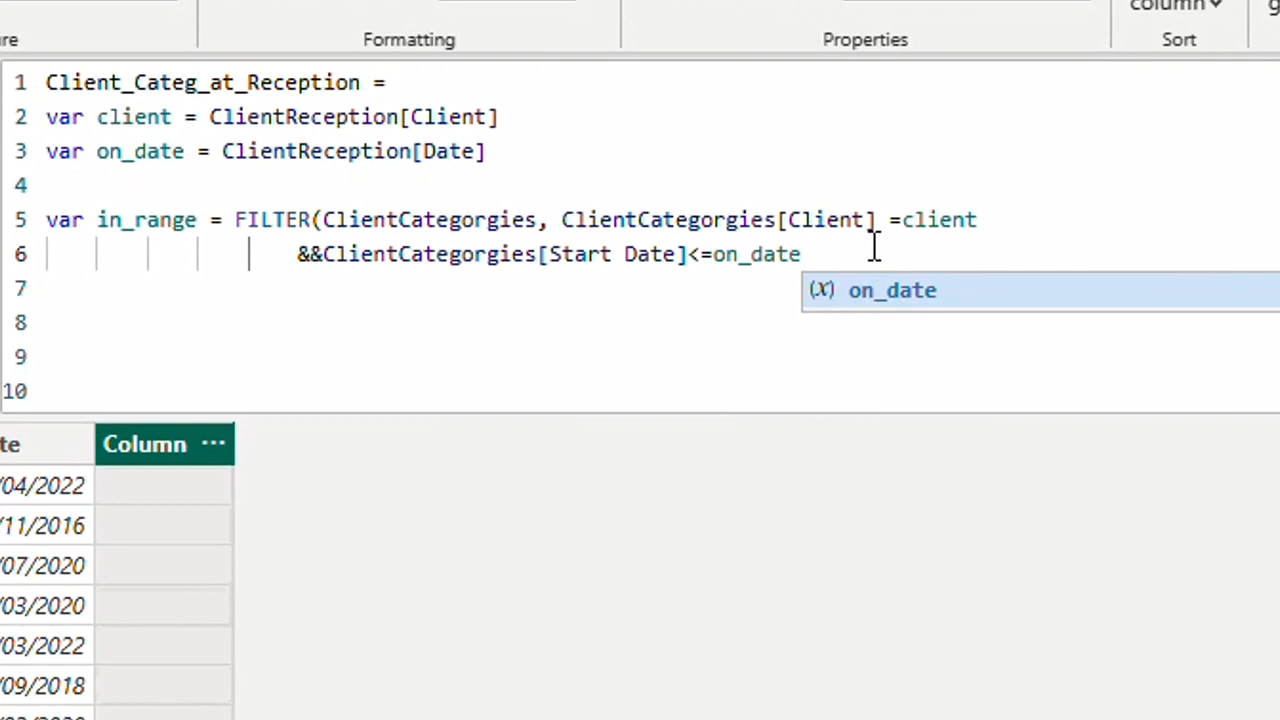 column
re
Formatting
Properties
Sort
g
1 Client_Categ_at_Reception =
2 var client = ClientReception[Client]
3 var on_date = ClientReception[Date]
4
5 var in_range = FILTER(ClientCategorgies, ClientCategorgies[Client] =client
6 &&ClientCategorgies[Start Date]<=on_date
7
(x) on_date
8
9
10
te
Column ...
/04/2022
/11/2016
/07/2020
/03/2020
/03/2022
/09/2018